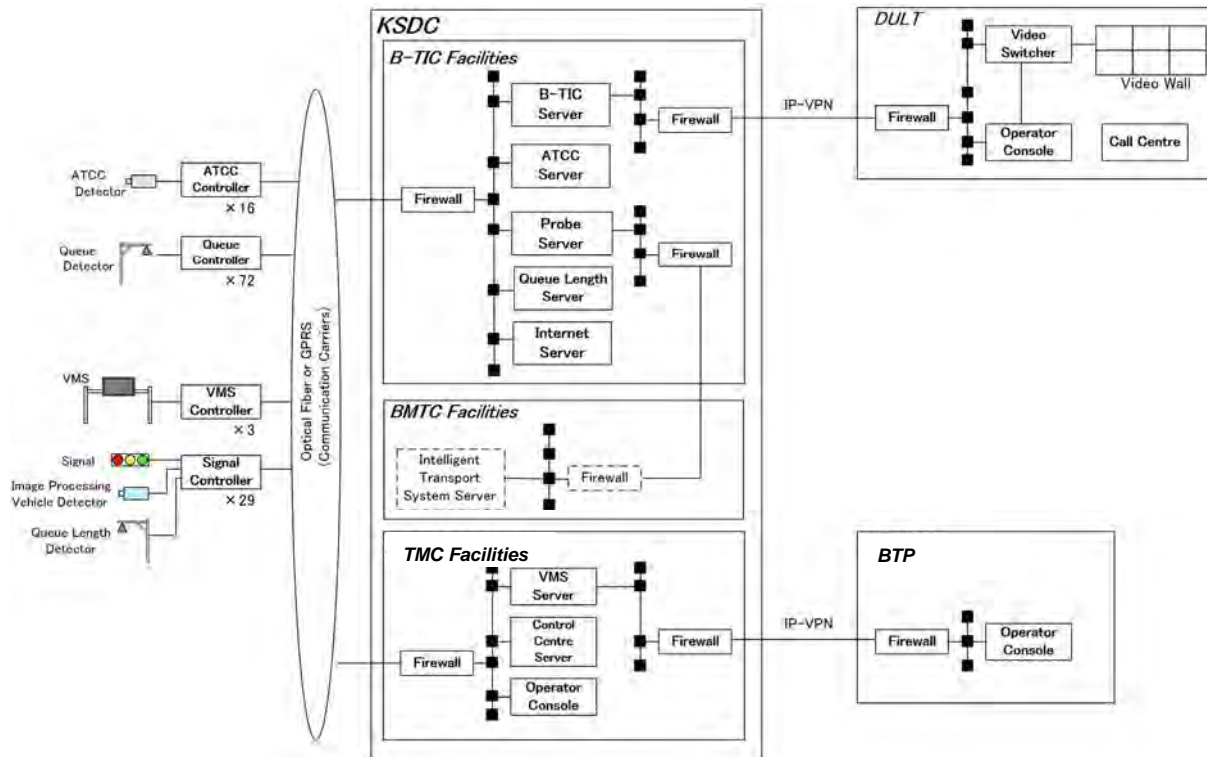 KSDC
B-TIC Facilities
B-TIC
Server
ATCC
Server
Firewall
Probe
Server
Queue Length
Server
Internet
Server
Firewall
Firewall
IP-VPN
DULT
Video
Switcher
Video Wall
Firewall
Operator
Console
Call Centre
ATCC
Detector
ATCC
Controller
×16
Queue
Detector
Queue
Controller
×72
VMS
VMS
Controller
×3
Signal
Image Processing
Vehicle Detector
Queue Length
Detector
Signal
Controller
×29
Optical Fiber or GPRS
(Communication Carriers)
BMTC Facilities
Intelligent
Transport
System Server
Firewall
TMC Facilities
VMS
Server
Control
Centre
Server
Operator
Console
Firewall
Firewall
IP-VPN
BTP
Firewall
Operator
Console